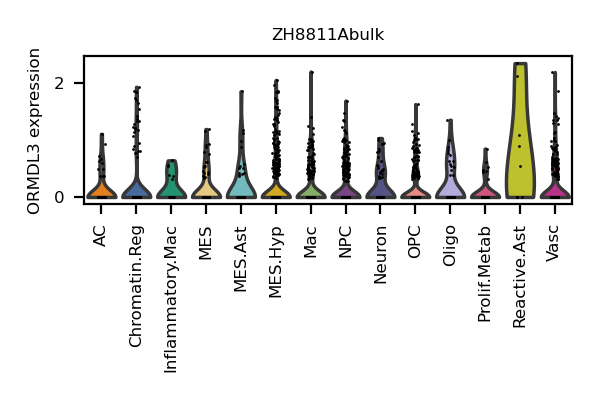 ZH8811Abulk
ORMDL3 expression
2
0
AC
Chromatin.Reg
Inflammatory.Mac
MES
MES.Ast
MES.Hyp
Mac
NPC
Neuron
OPC
Oligo
Prolif.Metab
Reactive.Ast
Vasc